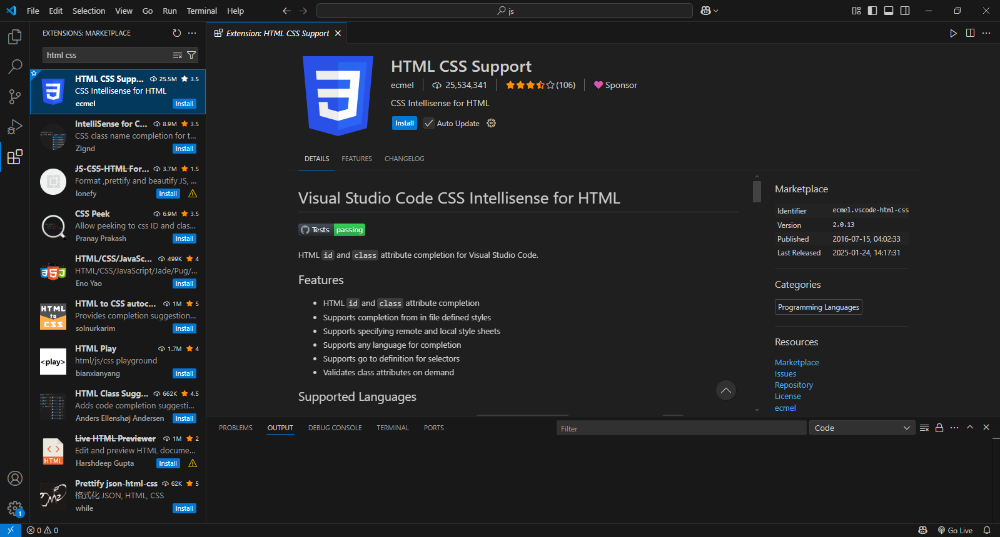 File Edit Selection View Go Run Terminal Help
js
EXTENSIONS: MARKETPLACE
html css
HTML CSS Supp... 25.5M 3.5
CSS Intellisense for HTML
ecmel Install
IntelliSense for C... 8.9M 3.5
CSS class name completion for t...
Zignd Install
JS-CSS-HTML For... 3.7M 1.5
Format ,prettify and beautify JS, ...
lonefy Install
CSS Peek 6.9M 3.5
Allow peeking to css ID and clas...
Pranay Prakash Install
HTML/CSS/JavaSc... 499K 4
HTML/CSS/JavaScript/Jade/Pug/...
Eno Yao Install
HTML to CSS autoc... 1M 5
Provides completion suggestion...
solnurkarim Install
HTML
to
CSS
HTML Play 1.7M 4
html/js/css playground
bianxianyang Install
<play>
HTML Class Sugg... 662K 4.5
Adds code completion suggesti...
Anders Ellenshøj Andersen Install
Live HTML Previewer 1M 2
Edit and preview HTML docume...
Harshdeep Gupta Install
HTML
Prettify json-html-css 62K 5
格式化 JSON, HTML, CSS
while Install
1
Extension: HTML CSS Support
HTML CSS Support
ecmel 25,534,341 (106) Sponsor
CSS Intellisense for HTML
Install Auto Update
DETAILS FEATURES CHANGELOG
Visual Studio Code CSS Intellisense for HTML
Tests passing
HTML id and class attribute completion for Visual Studio Code.
Features
• HTML id and class attribute completion
• Supports completion from in file defined styles
• Supports specifying remote and local style sheets
• Supports any language for completion
• Supports go to definition for selectors
• Validates class attributes on demand
Supported Languages
Marketplace
Identifier ecmel.vscode-html-css
Version 2.0.13
Published 2016-07-15, 04:02:33
Last Released 2025-01-24, 14:17:31
Categories
Programming Languages
Resources
Marketplace
Issues
Repository
License
ecmel
PROBLEMS OUTPUT DEBUG CONSOLE TERMINAL PORTS
Filter
Code
0 0
Go Live